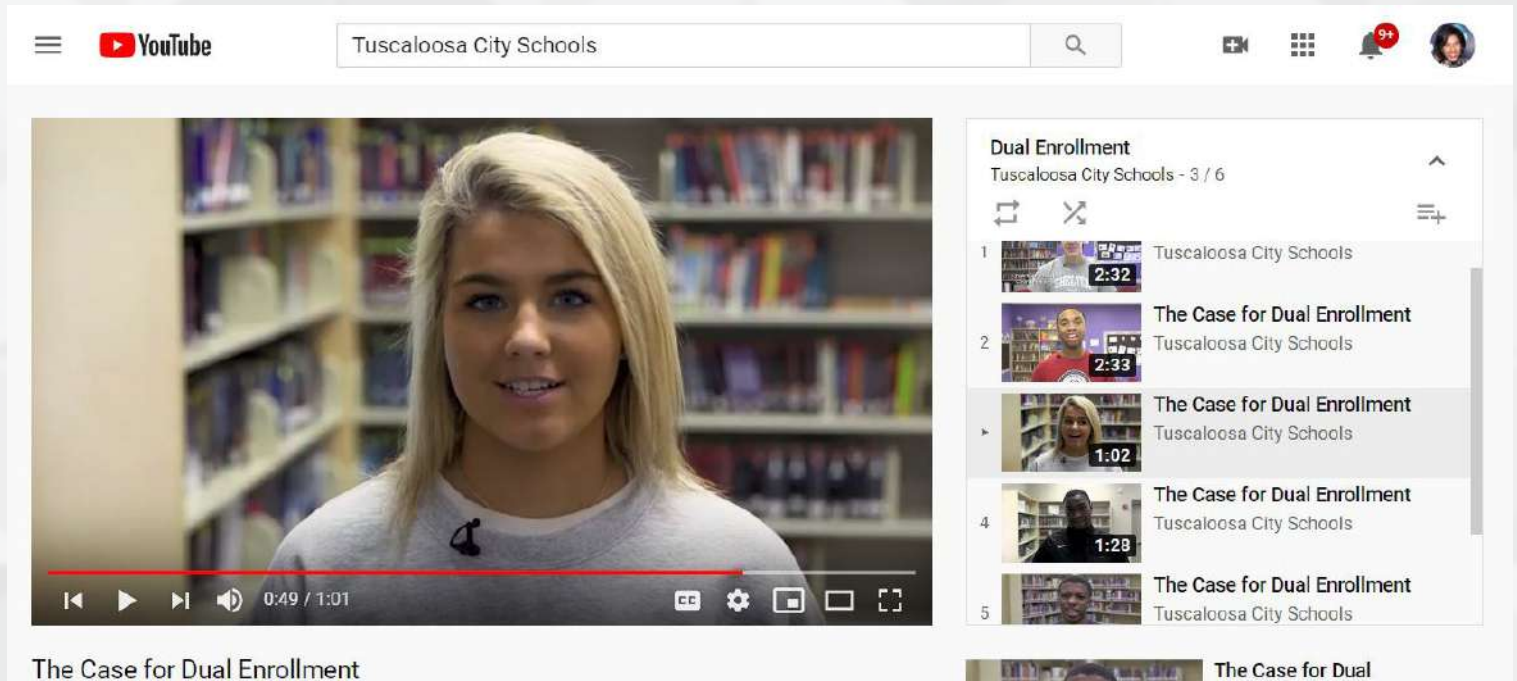 YouTube
Tuscaloosa City Schools
9+
0:49 / 1:01
CC
The Case for Dual Enrollment
Dual Enrollment
Tuscaloosa City Schools - 3 / 6
1
2:32
Tuscaloosa City Schools
2
2:33
The Case for Dual Enrollment
Tuscaloosa City Schools
1:02
The Case for Dual Enrollment
Tuscaloosa City Schools
4
1:28
The Case for Dual Enrollment
Tuscaloosa City Schools
5
The Case for Dual Enrollment
Tuscaloosa City Schools
The Case for Dual